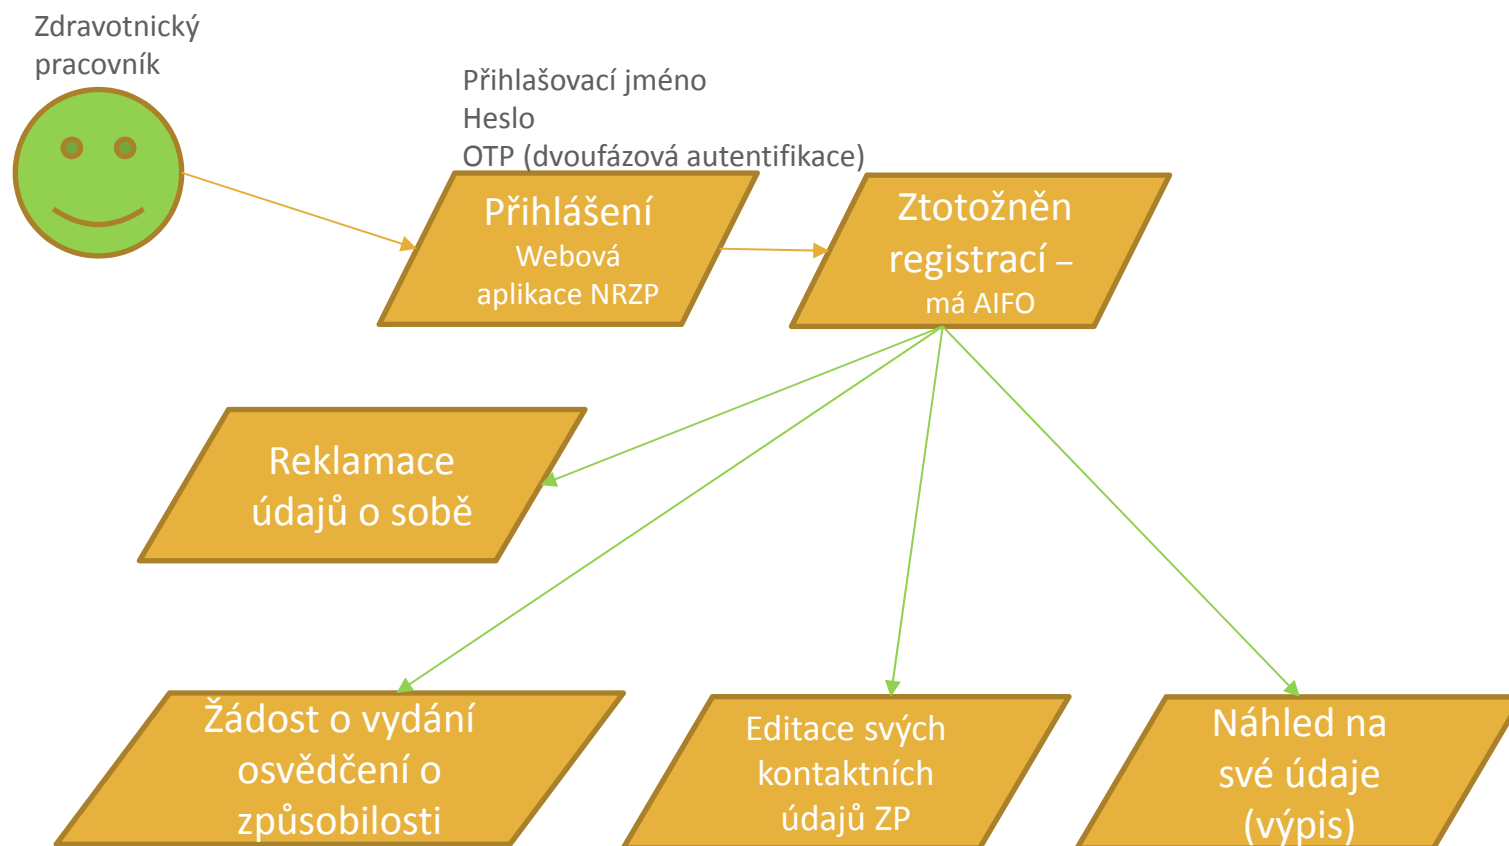 Zdravotnický
pracovník
Přihlašovací jméno
Heslo
OTP (dvoufázová autentifikace)
Přihlášení
Webová
aplikace NRZP
Ztotožněn
registrací –
má AIFO
Reklamace
údajů o sobě
Žádost o vydání
osvědčení o
způsobilosti
Editace svých
kontaktních
údajů ZP
Náhled na
své údaje
(výpis)